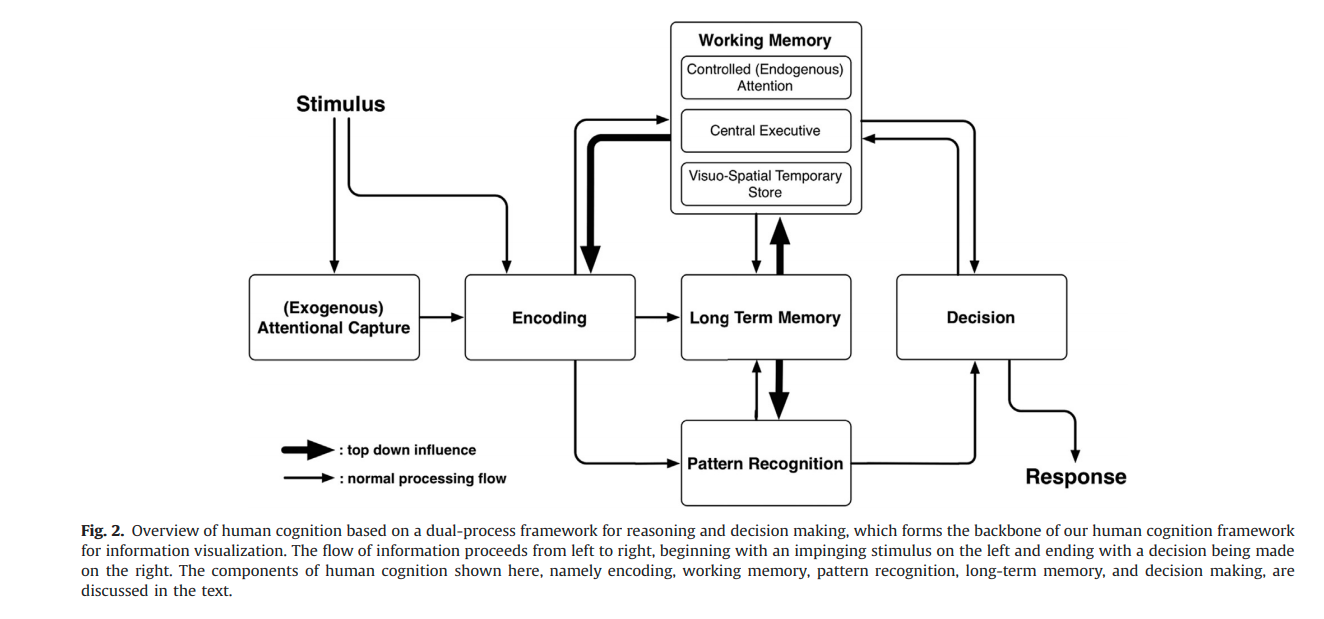 Working Memory
Controlled (Endogenous)
Attention
Stimulus
Central Executive
Visuo-Spatial Temporary
Store
(Exogenous)
Attentional Capture
Encoding
Long Term Memory
Decision
: top down influence
Pattern Recognition
: normal processing flow
Response
Fig. 2. Overview of human cognition based on a dual-process framework for reasoning and decision making, which forms the backbone of our human cognition framework
for information visualization. The flow of information proceeds from left to right, beginning with an impinging stimulus on the left and ending with a decision being made
on the right. The components of human cognition shown here, namely encoding, working memory, pattern recognition, long-term memory, and decision making, are
discussed in the text.